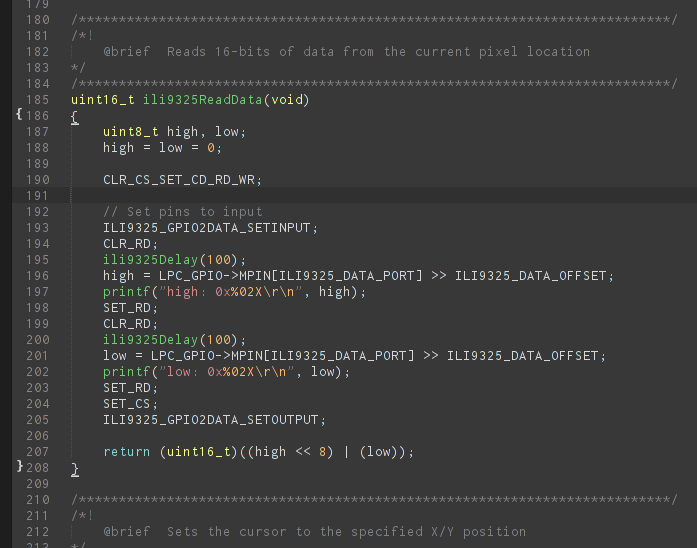 179
180 /***************************************************************************/
181 /*!
182     @brief  Reads 16-bits of data from the current pixel location
183 */
184 /***************************************************************************/
185 uint16_t ili9325ReadData(void)
{ 186 {
187     uint8_t high, low;
188     high = low = 0;
189
190     CLR_CS_SET_CD_RD_WR;
191
192     // Set pins to input
193     ILI9325_GPIO2DATA_SETINPUT;
194     CLR_RD;
195     ili9325Delay(100);
196     high = LPC_GPIO->MPIN[ILI9325_DATA_PORT] >> ILI9325_DATA_OFFSET;
197     printf("high: 0x%02X\r\n", high);
198     SET_RD;
199     CLR_RD;
200     ili9325Delay(100);
201     low = LPC_GPIO->MPIN[ILI9325_DATA_PORT] >> ILI9325_DATA_OFFSET;
202     printf("low: 0x%02X\r\n", low);
203     SET_RD;
204     SET_CS;
205     ILI9325_GPIO2DATA_SETOUTPUT;
206
207     return (uint16_t)((high << 8) | (low));
} 208 }
209
210 /***************************************************************************/
211 /*!
212     @brief  Sets the cursor to the specified X/Y position
213 */